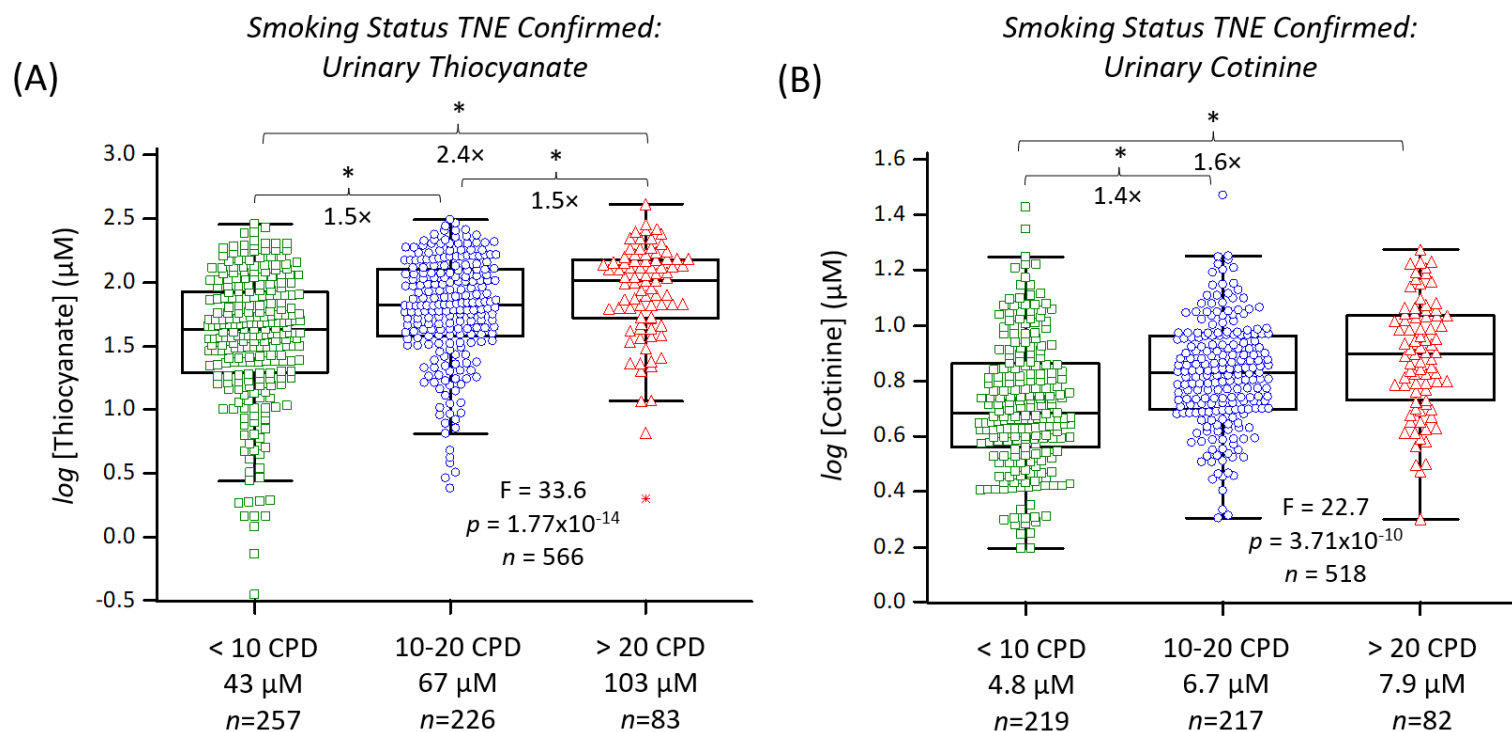 Smoking Status TNE Confirmed:
Urinary Thiocyanate
(A)
*
2.4×
*
1.5×
*
1.5×
log [Thiocyanate] (μM)
3.0
2.5
2.0
1.5
1.0
0.5
0.0
-0.5
F = 33.6
p = 1.77x10⁻¹⁴
n = 566
< 10 CPD
43 μM
n=257
10-20 CPD
67 μM
n=226
> 20 CPD
103 μM
n=83
Smoking Status TNE Confirmed:
Urinary Cotinine
(B)
*
1.6×
*
1.4×
log [Cotinine] (μM)
1.6
1.4
1.2
1.0
0.8
0.6
0.4
0.2
0.0
F = 22.7
p = 3.71x10⁻¹⁰
n = 518
< 10 CPD
4.8 μM
n=219
10-20 CPD
6.7 μM
n=217
> 20 CPD
7.9 μM
n=82